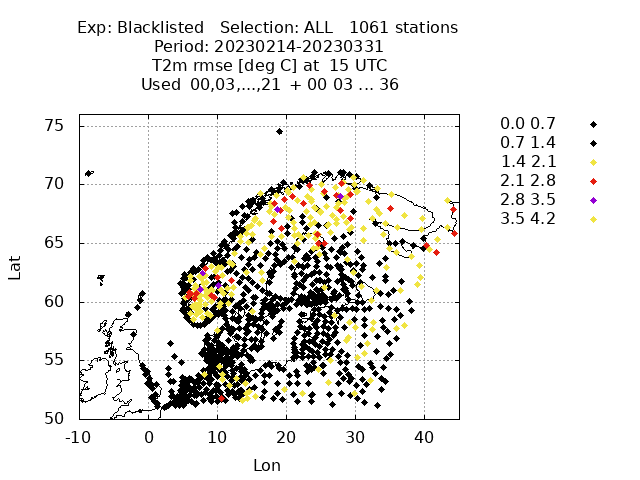 Exp: Blacklisted Selection: ALL 1061 stations
Period: 20230214-20230331
T2m rmse [deg C] at 15 UTC
Used 00,03,...,21 + 00 03 ... 36
0.0 0.7
0.7 1.4
1.4 2.1
2.1 2.8
2.8 3.5
3.5 4.2
75
70
65
60
55
50
Lat
-10 0 10 20 30 40
Lon